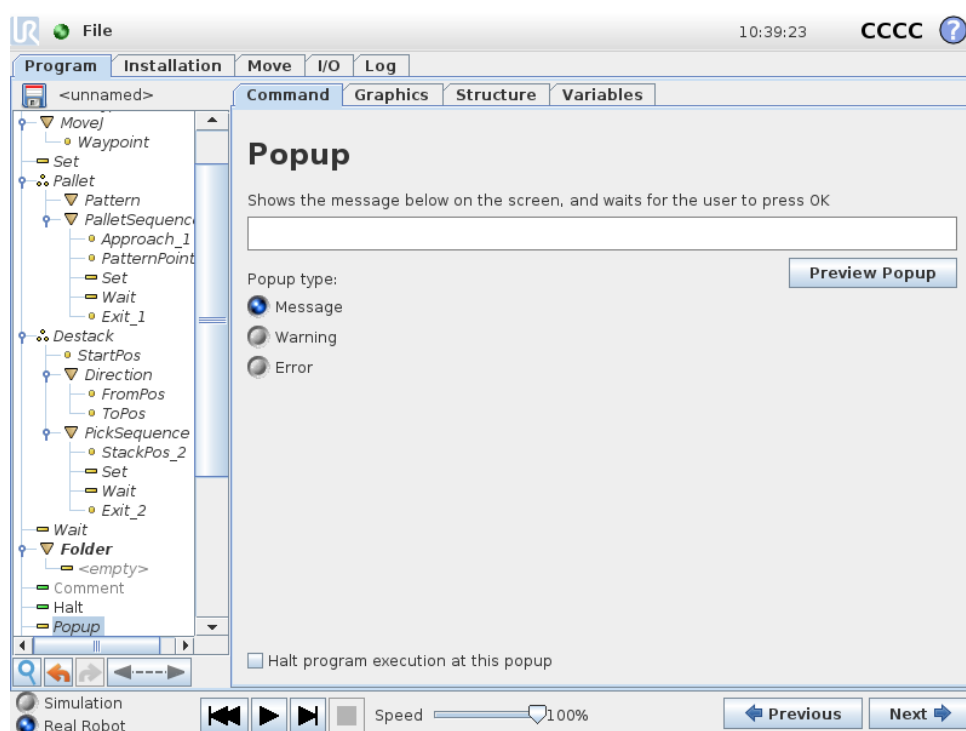 UR File 10:39:23 CCCC ?
Program Installation Move I/O Log
<unnamed> Command Graphics Structure Variables
MoveJ
Waypoint
Set
Pallet
Pattern
PalletSequenc
Approach_1
PatternPoint
Set
Wait
Exit_1
Destack
StartPos
Direction
FromPos
ToPos
PickSequence
StackPos_2
Set
Wait
Exit_2
Wait
Folder
<empty>
Comment
Halt
Popup
Popup
Shows the message below on the screen, and waits for the user to press OK
Preview Popup
Popup type:
Message
Warning
Error
Halt program execution at this popup
Simulation
Real Robot
Speed 100%
Previous Next